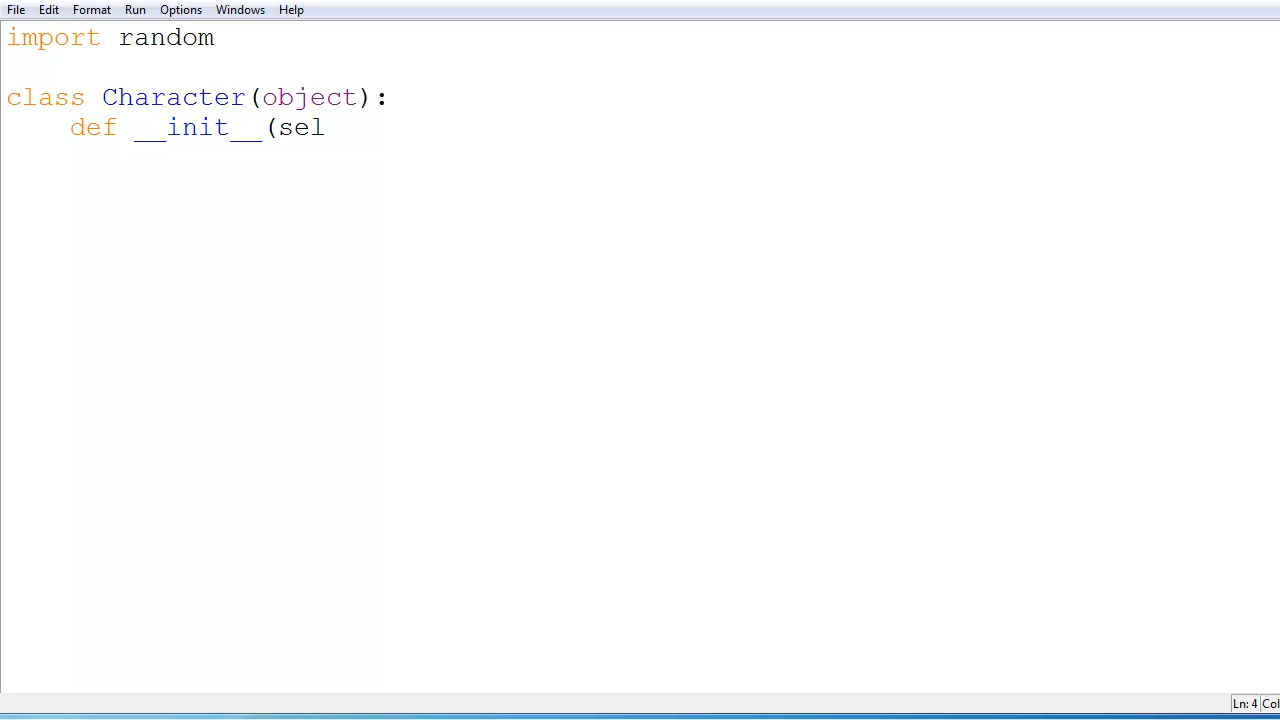 File Edit Format Run Options Windows Help
import random
class Character(object):
    def __init__(sel
Ln: 4 Col